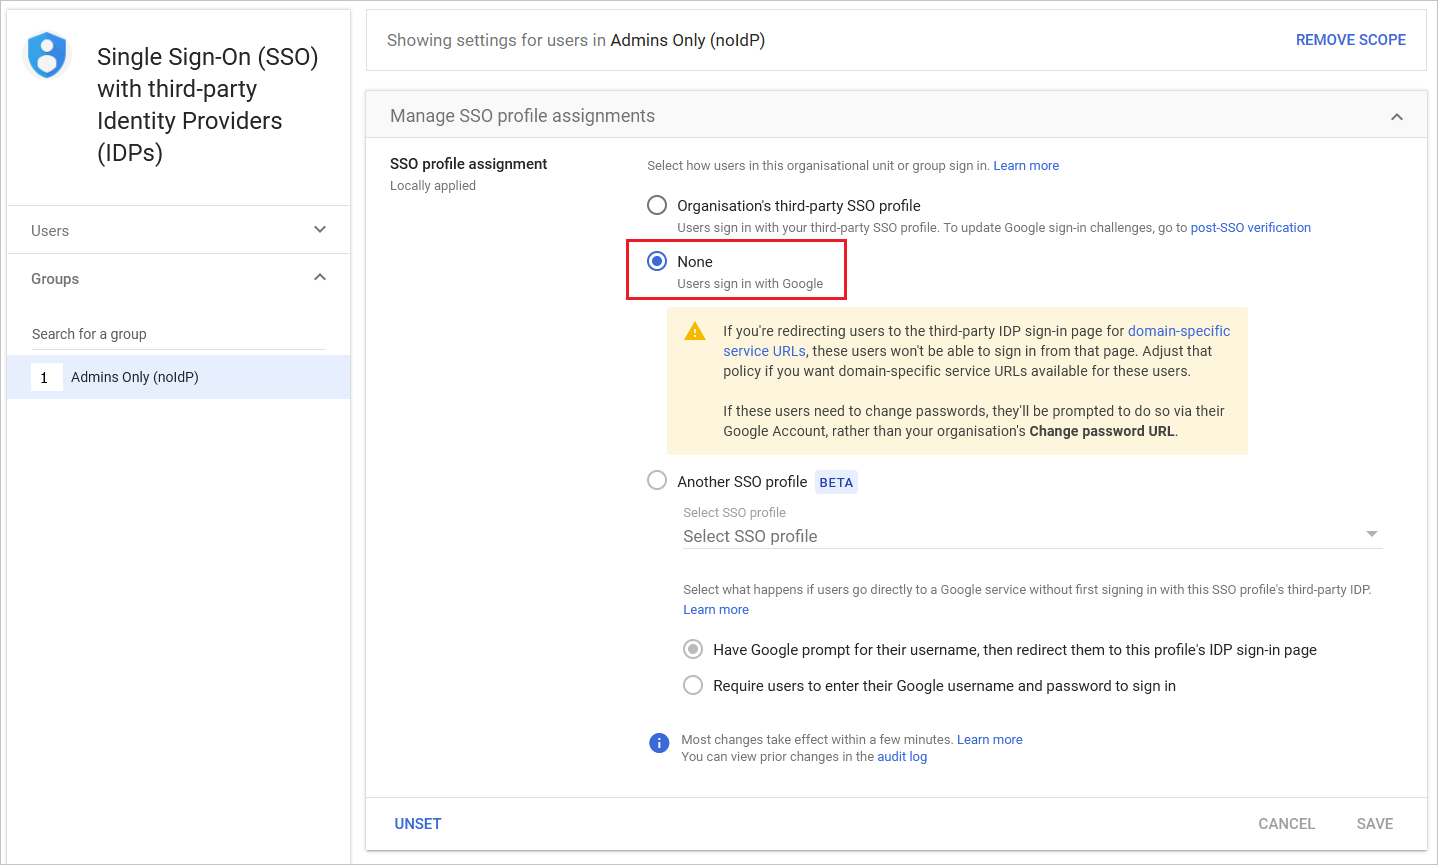 Single Sign-On (SSO)
with third-party
Identity Providers
(IDPs)
Users
Groups
Search for a group
1 Admins Only (noIdP)
Showing settings for users in Admins Only (noIdP)
REMOVE SCOPE
Manage SSO profile assignments
SSO profile assignment
Locally applied
Select how users in this organisational unit or group sign in. Learn more
Organisation's third-party SSO profile
Users sign in with your third-party SSO profile. To update Google sign-in challenges, go to post-SSO verification
None
Users sign in with Google
If you're redirecting users to the third-party IDP sign-in page for domain-specific
service URLs, these users won't be able to sign in from that page. Adjust that
policy if you want domain-specific service URLs available for these users.
If these users need to change passwords, they'll be prompted to do so via their
Google Account, rather than your organisation's Change password URL.
Another SSO profile BETA
Select SSO profile
Select SSO profile
Select what happens if users go directly to a Google service without first signing in with this SSO profile's third-party IDP.
Learn more
Have Google prompt for their username, then redirect them to this profile's IDP sign-in page
Require users to enter their Google username and password to sign in
Most changes take effect within a few minutes. Learn more
You can view prior changes in the audit log
UNSET
CANCEL
SAVE